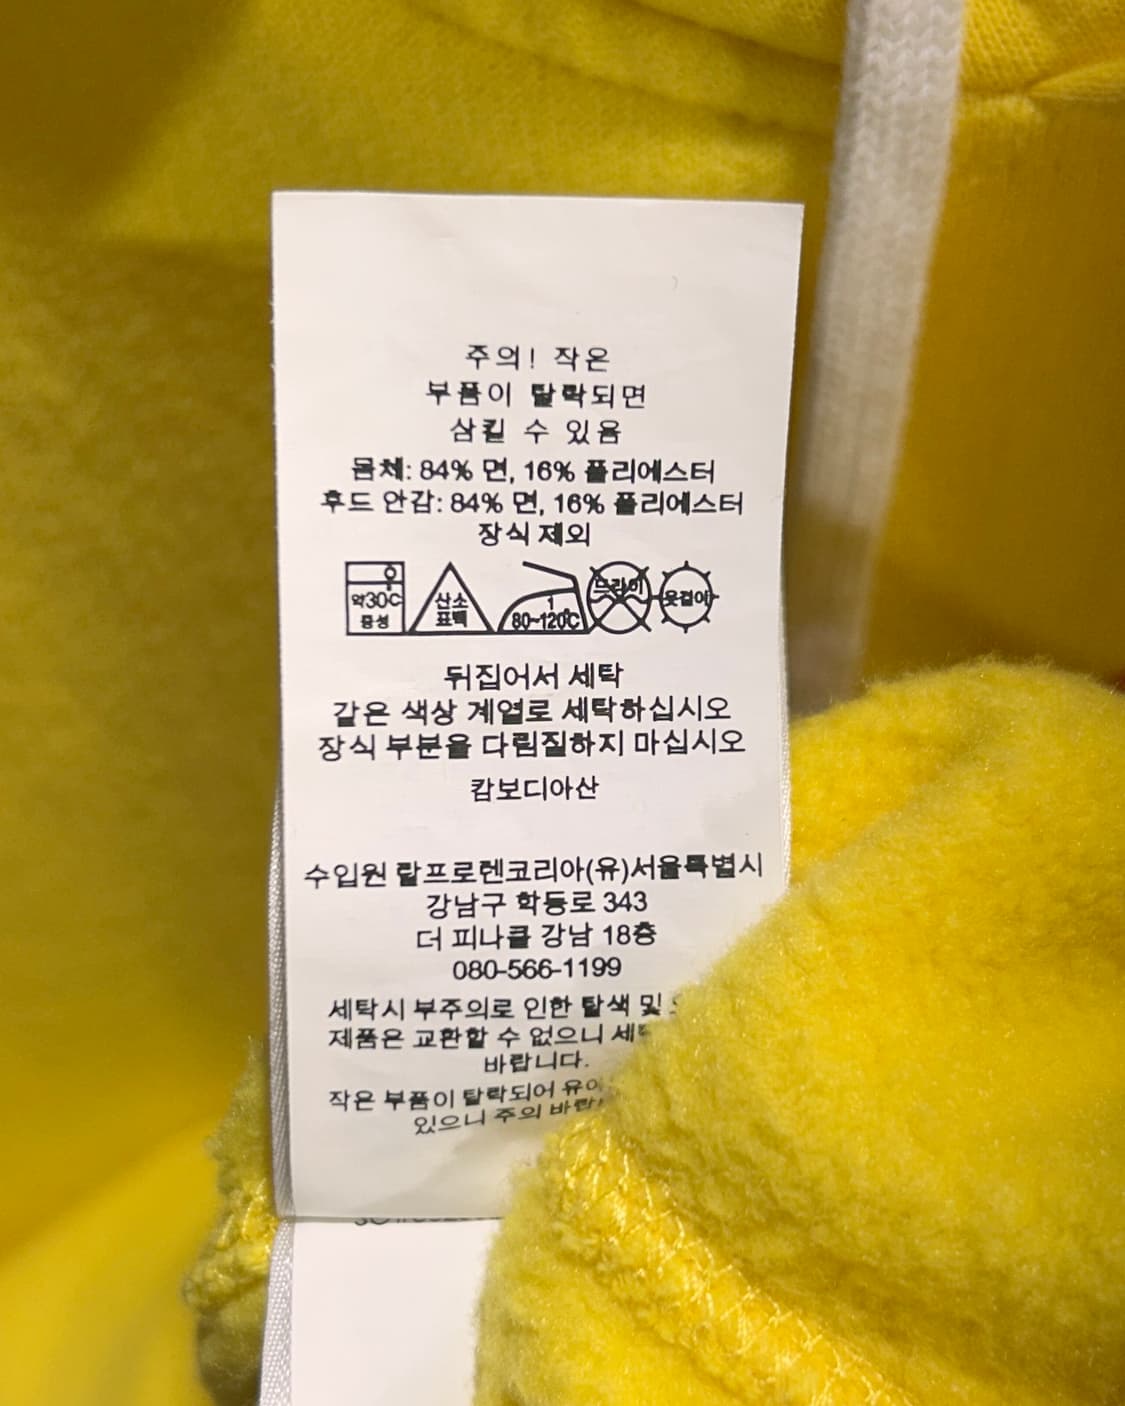 주의! 작은
부품이 탈락되면
삼킬 수 있음
몸체: 84% 면, 16% 폴리에스터
후드 안감: 84% 면, 16% 폴리에스터
장식 제외
약30℃ 중성
산소 표백
1 80~120℃
드라이
옷걸이
뒤집어서 세탁
같은 색상 계열로 세탁하십시오
장식 부분을 다림질하지 마십시오
캄보디아산
수입원 랄프로렌코리아(유)서울특별시
강남구 학동로 343
더 피나클 강남 18층
080-566-1199
세탁시 부주의로 인한 탈색 및
제품은 교환할 수 없으니
바랍니다.
작은 부품이 탈락되어
있으니 주의